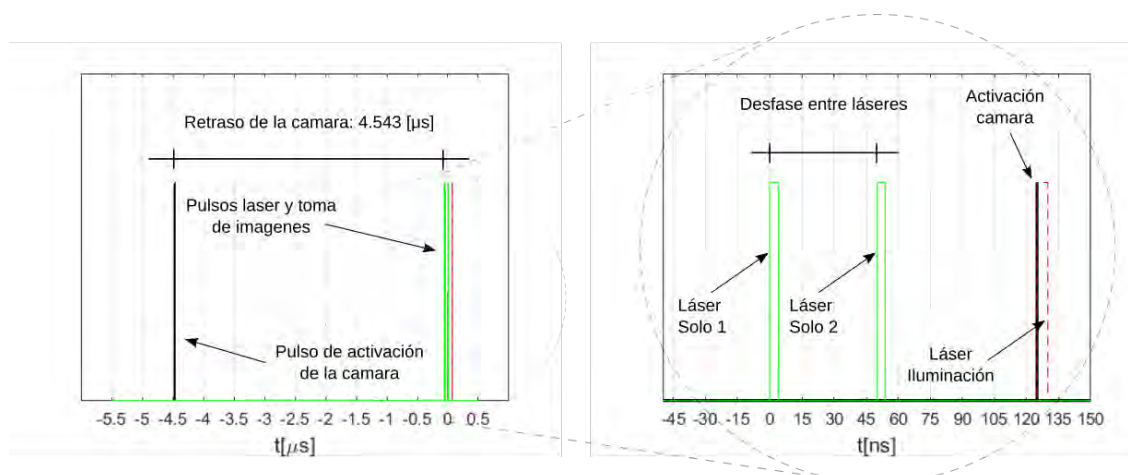 Retraso de la camara: 4.543 [μs]
Pulsos laser y toma
de imagenes
Pulso de activación
de la camara
-5.5 -5 -4.5 -4 -3.5 -3 -2.5 -2 -1.5 -1 -0.5 0 0.5
t[μs]
Desfase entre láseres
Activación
camara
Láser
Solo 1
Láser
Solo 2
Láser
Iluminación
-45 -30 -15 0 15 30 45 60 75 90 105 120 135 150
t[ns]